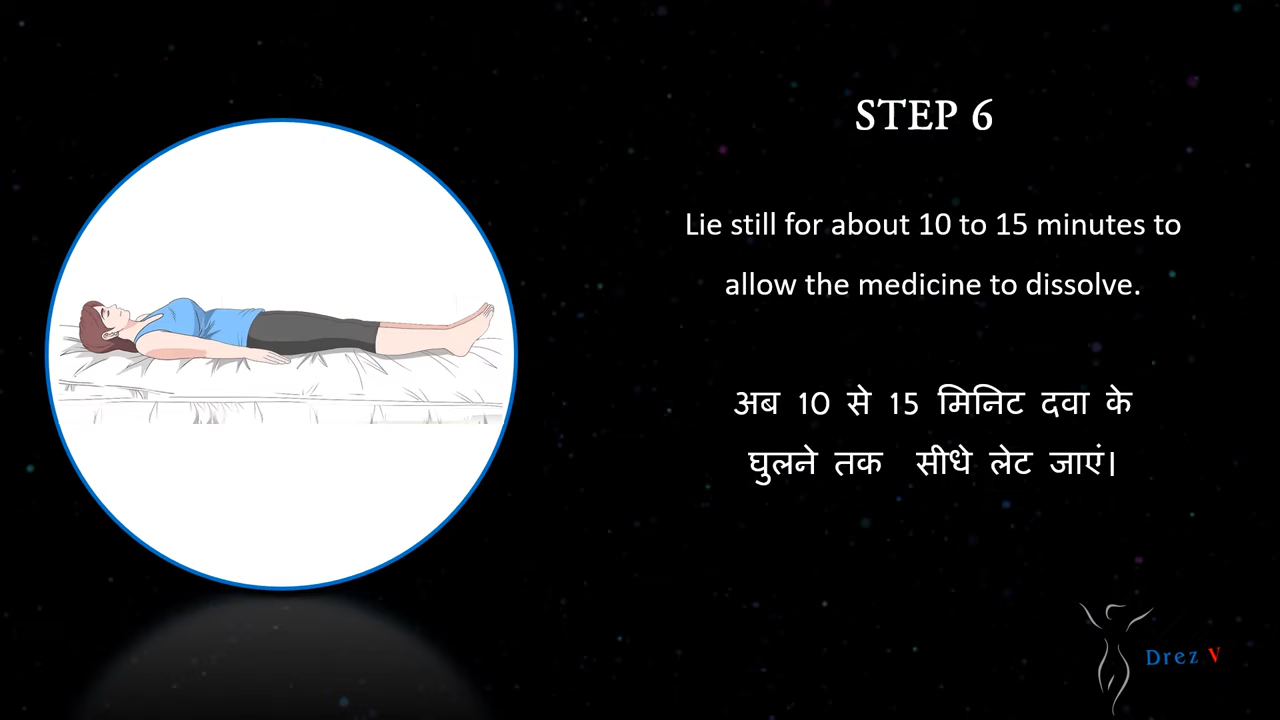 STEP 6
Lie still for about 10 to 15 minutes to
allow the medicine to dissolve.
अब 10 से 15 मिनिट दवा के
घुलने तक सीधे लेट जाएं।
Drez V